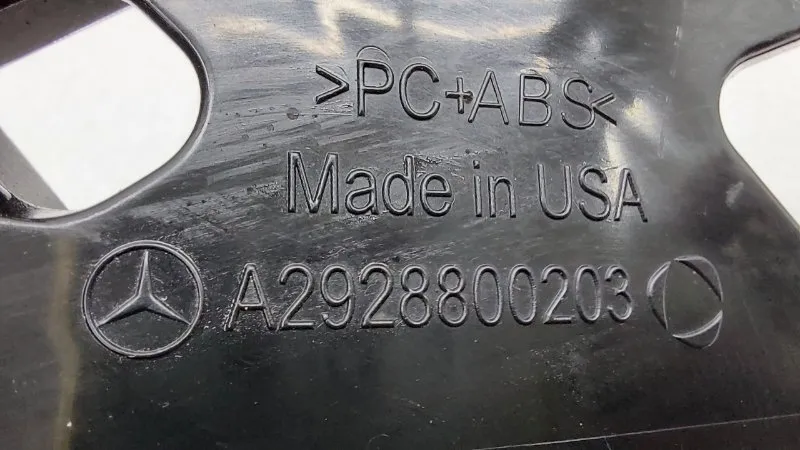 >PC+ABS<
Made in USA
A2928800203